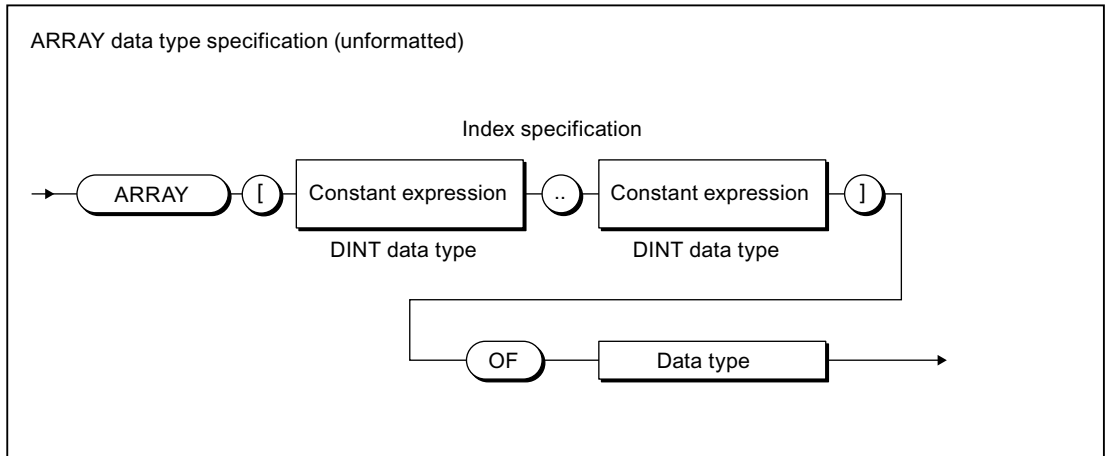 ARRAY data type specification (unformatted)
Index specification
ARRAY [ Constant expression .. Constant expression ]
DINT data type DINT data type
OF Data type